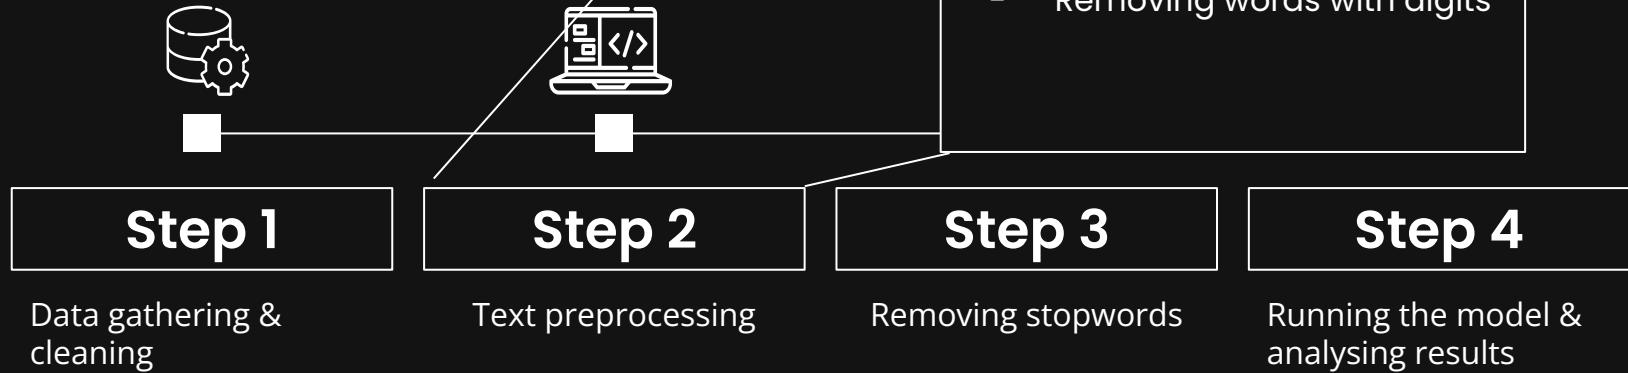 - Removing words with digits
</>
Step 1
Step 2
Step 3
Step 4
Data gathering &
cleaning
Text preprocessing
Removing stopwords
Running the model &
analysing results